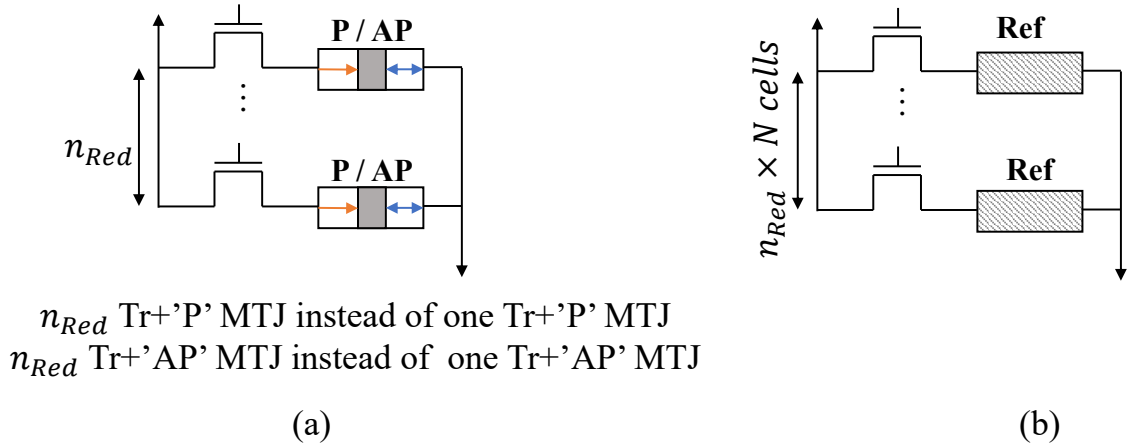 P / AP
⋮
n_Red
P / AP
n_Red Tr+'P' MTJ instead of one Tr+'P' MTJ
n_Red Tr+'AP' MTJ instead of one Tr+'AP' MTJ
(a)
Ref
⋮
n_Red × N cells
Ref
(b)